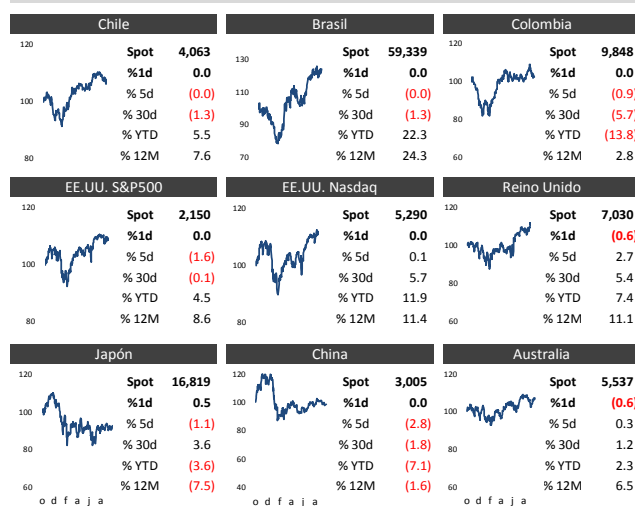 Chile
120
100
80
Spot 4,063
%1d 0.0
% 5d (0.0)
% 30d (1.3)
% YTD 5.5
% 12M 7.6
Brasil
130
110
90
70
Spot 59,339
%1d 0.0
% 5d (0.0)
% 30d (1.3)
% YTD 22.3
% 12M 24.3
Colombia
120
100
80
60
Spot 9,848
%1d 0.0
% 5d (0.9)
% 30d (5.7)
% YTD (13.8)
% 12M 2.8
EE.UU. S&P500
120
100
80
Spot 2,150
%1d 0.0
% 5d (1.6)
% 30d (0.1)
% YTD 4.5
% 12M 8.6
EE.UU. Nasdaq
120
100
80
Spot 5,290
%1d 0.0
% 5d 0.1
% 30d 5.7
% YTD 11.9
% 12M 11.4
Reino Unido
120
100
80
60
Spot 7,030
%1d (0.6)
% 5d 2.7
% 30d 5.4
% YTD 7.4
% 12M 11.1
Japón
120
100
80
60
o d f a j a
Spot 16,819
%1d 0.5
% 5d (1.1)
% 30d 3.6
% YTD (3.6)
% 12M (7.5)
China
120
100
80
60
40
o d f a j a
Spot 3,005
%1d 0.0
% 5d (2.8)
% 30d (1.8)
% YTD (7.1)
% 12M (1.6)
Australia
120
100
80
60
o d f a j a
Spot 5,537
%1d (0.6)
% 5d 0.3
% 30d 1.2
% YTD 2.3
% 12M 6.5